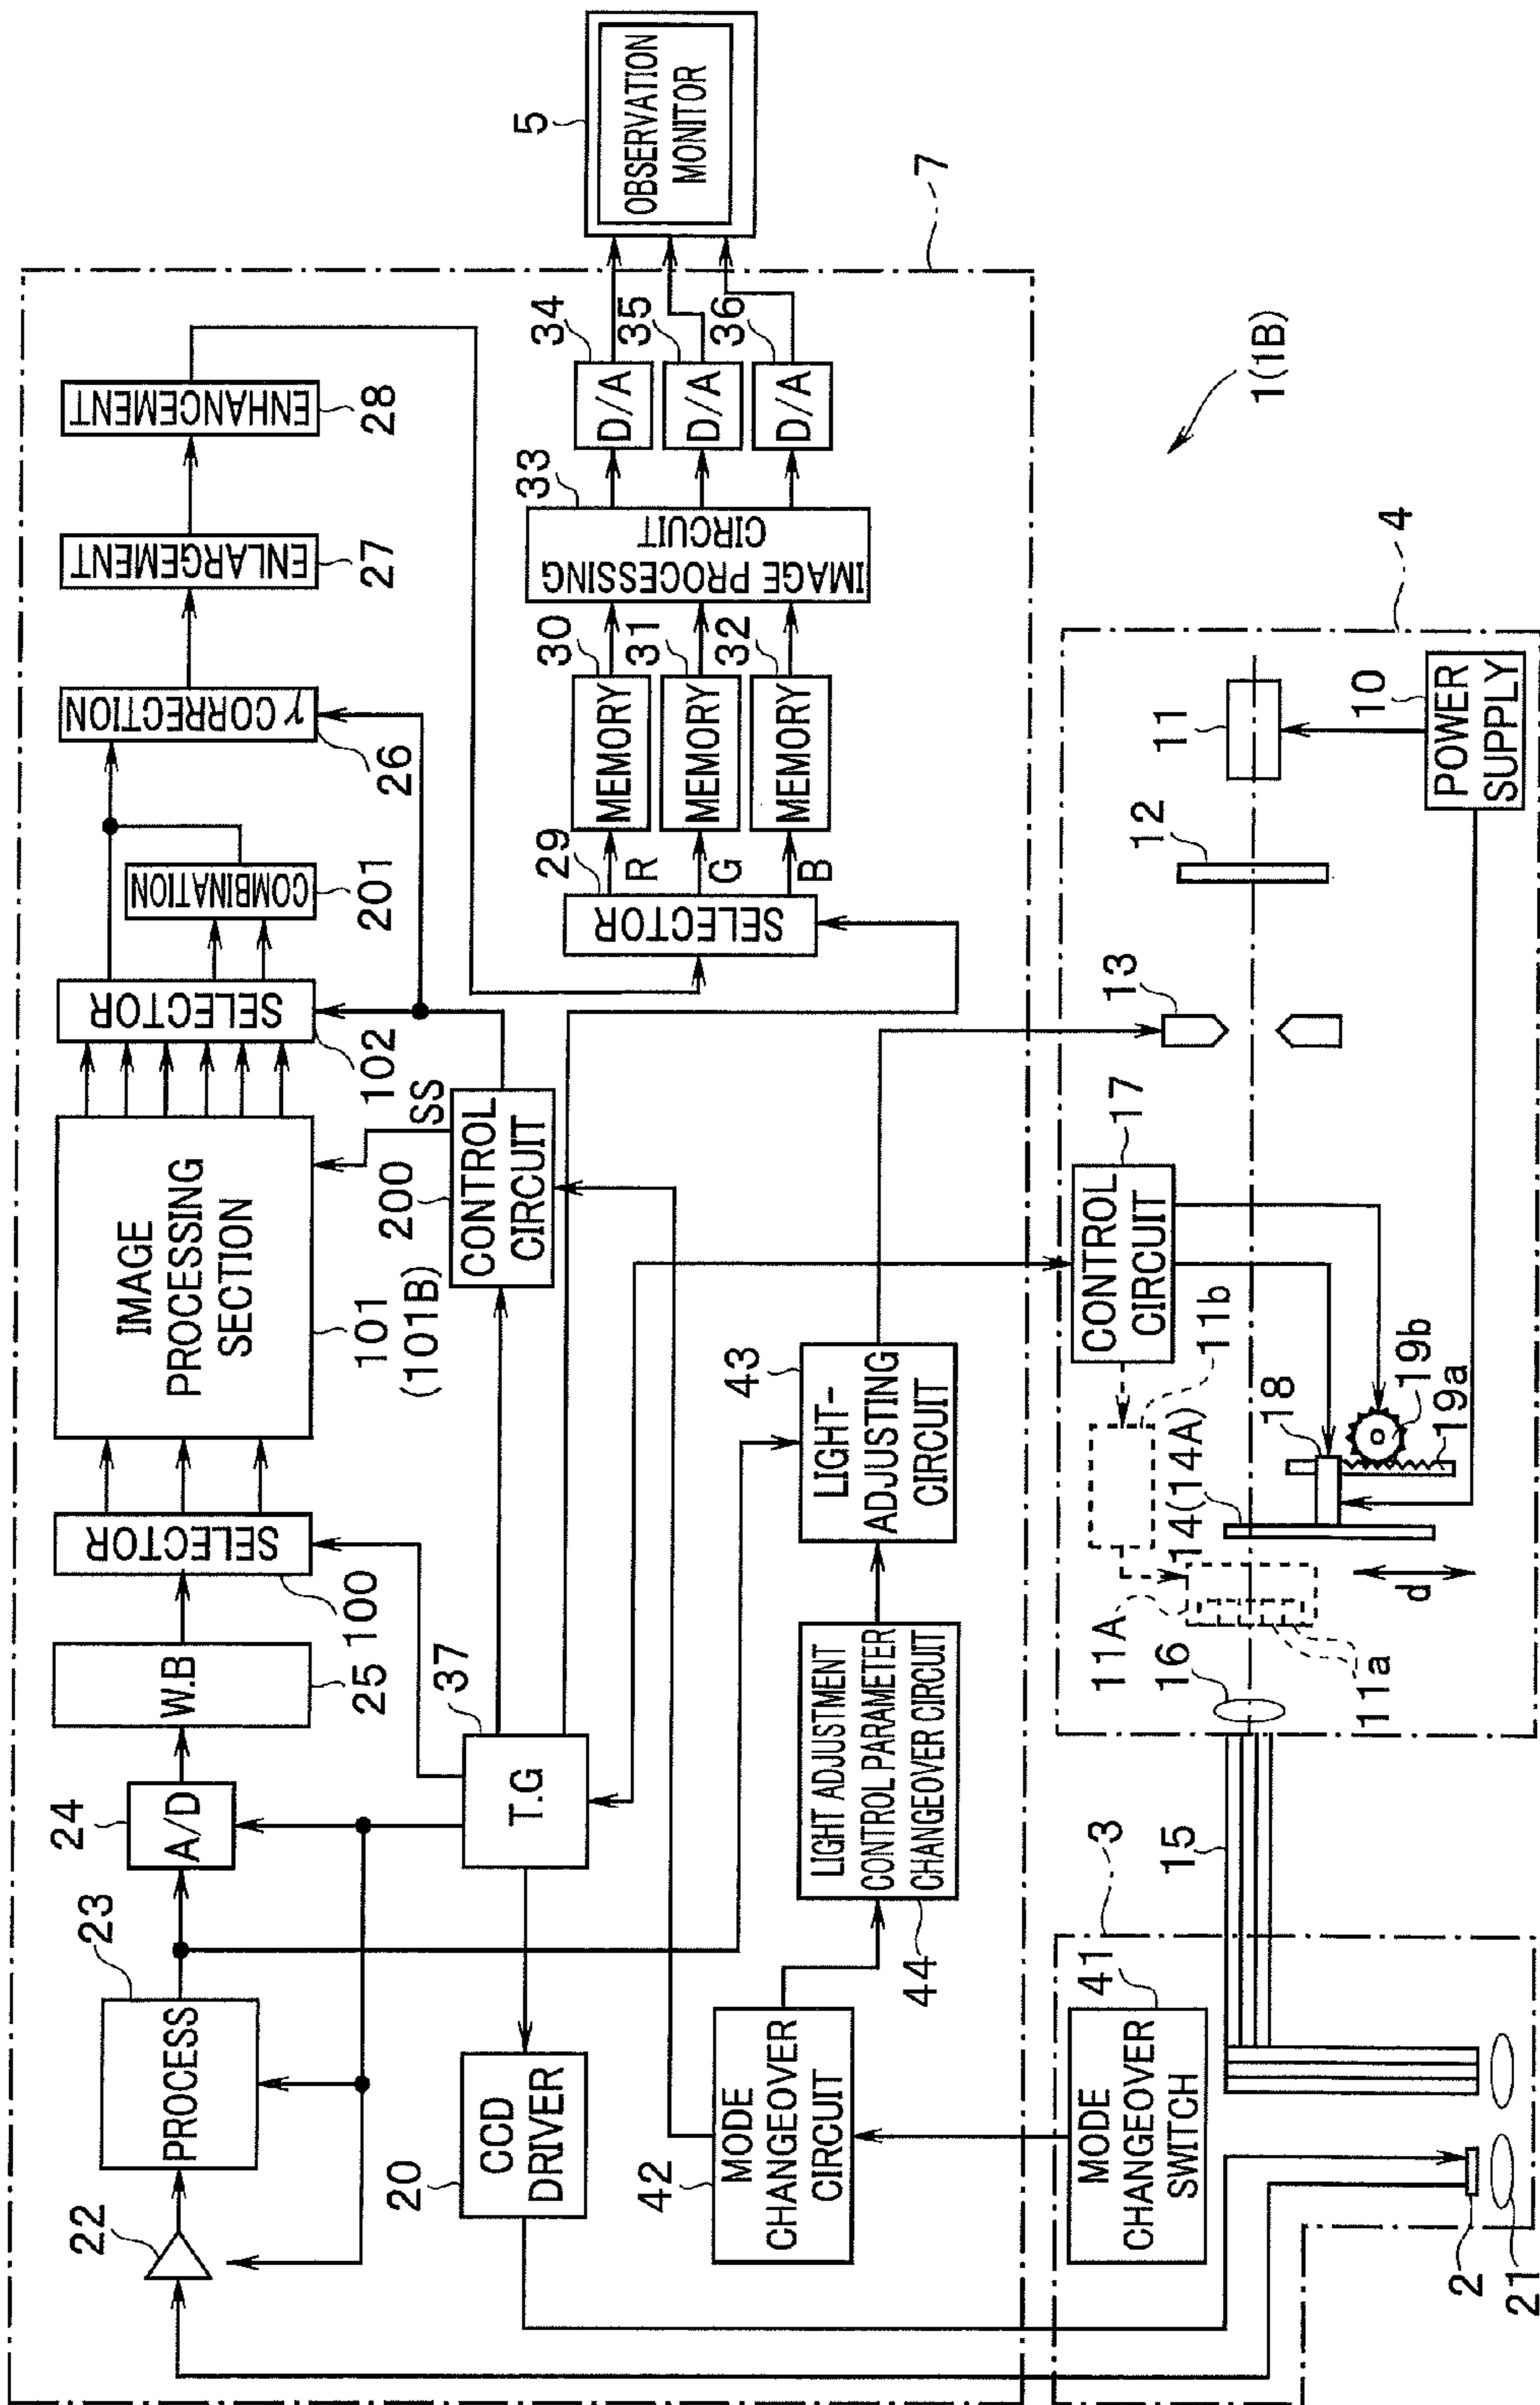 22
PROCESS
23
A/D
24
W.B
25
SELECTOR
100
IMAGE
PROCESSING
SECTION
101
(101B)
SELECTOR
102
COMBINATION
201
γ CORRECTION
26
ENLARGEMENT
27
ENHANCEMENT
28
SS
200
CONTROL
CIRCUIT
T.G
37
CCD
DRIVER
20
SELECTOR
29
R
G
B
MEMORY
30
MEMORY
31
MEMORY
32
IMAGE PROCESSING
CIRCUIT
33
D/A
34
D/A
35
D/A
36
OBSERVATION
MONITOR
5
7
MODE
CHANGEOVER
CIRCUIT
42
LIGHT ADJUSTMENT
CONTROL PARAMETER
CHANGEOVER CIRCUIT
44
LIGHT-
ADJUSTING
CIRCUIT
43
1(1B)
MODE
CHANGEOVER
SWITCH
41
3
2
21
15
16
11A
11a
14(14A)
d
11b
CONTROL
CIRCUIT
17
18
19b
19a
13
12
11
10
POWER
SUPPLY
4